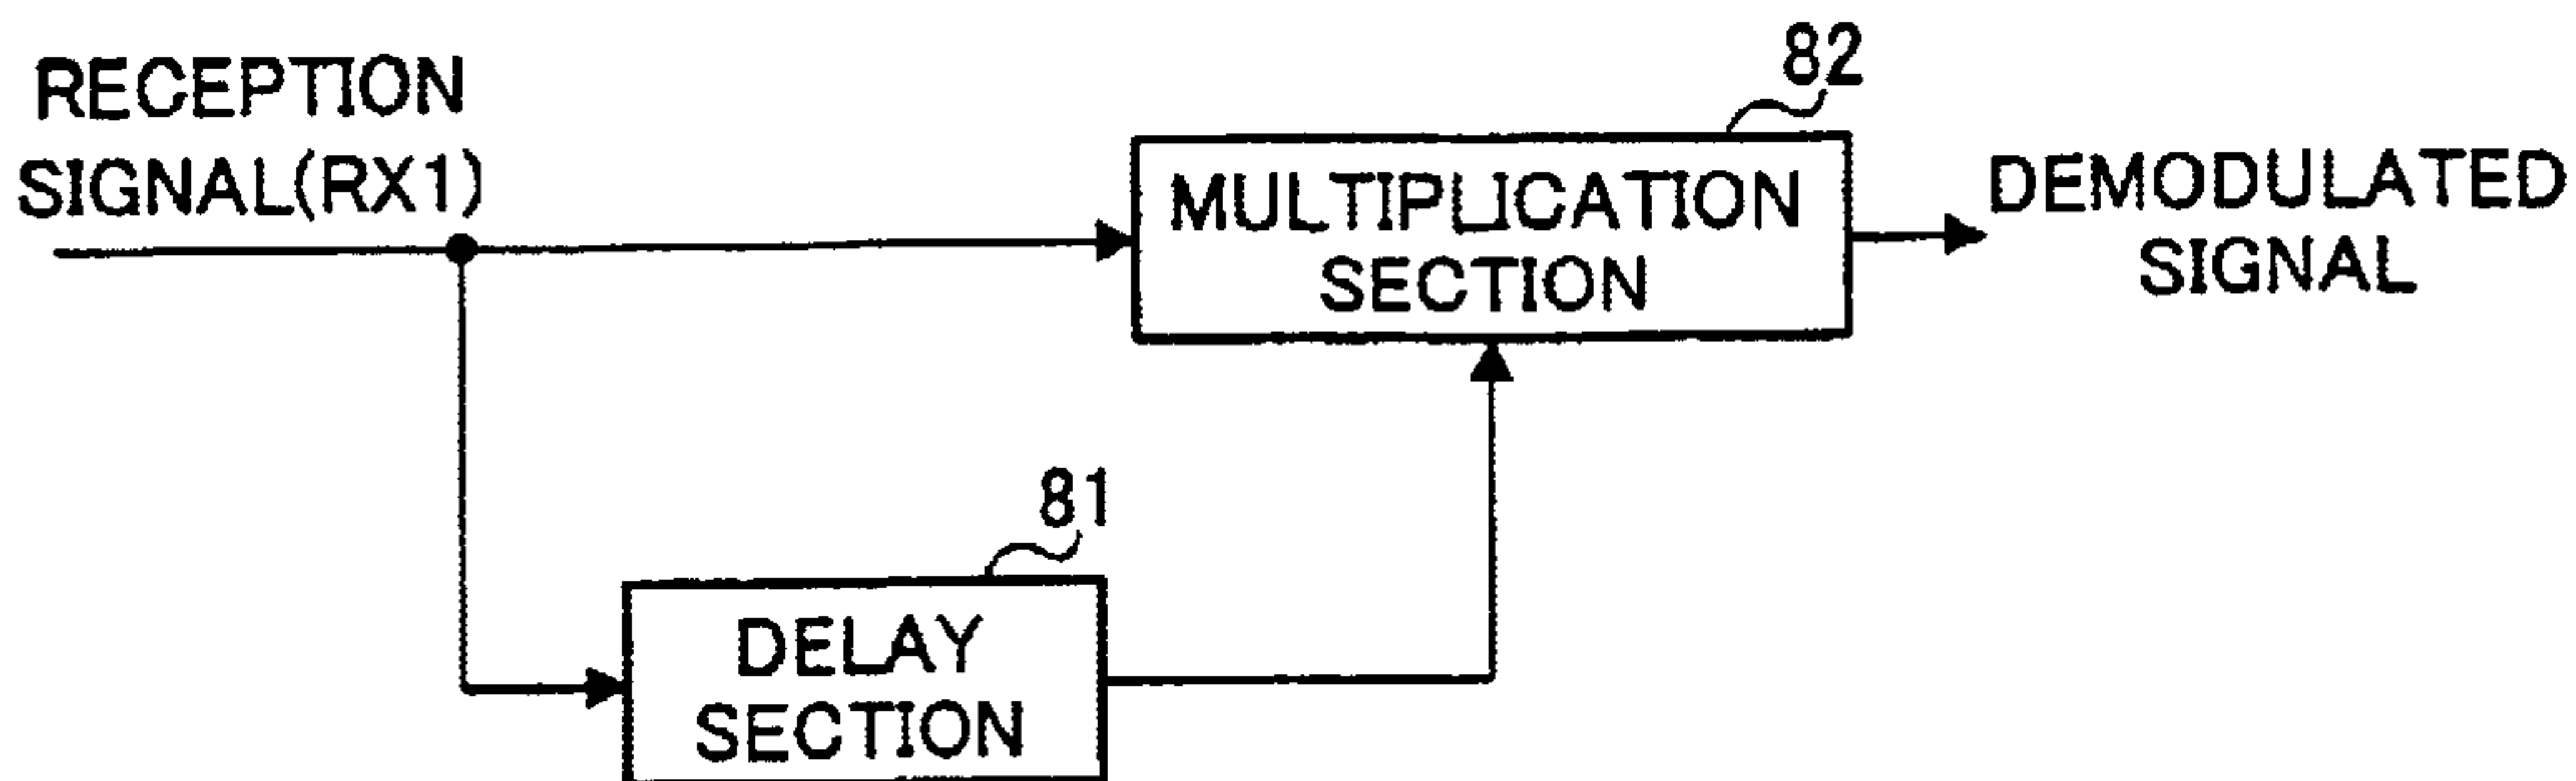 RECEPTION
SIGNAL(RX1)
82
MULTIPLICATION
SECTION
DEMODULATED
SIGNAL
81
DELAY
SECTION